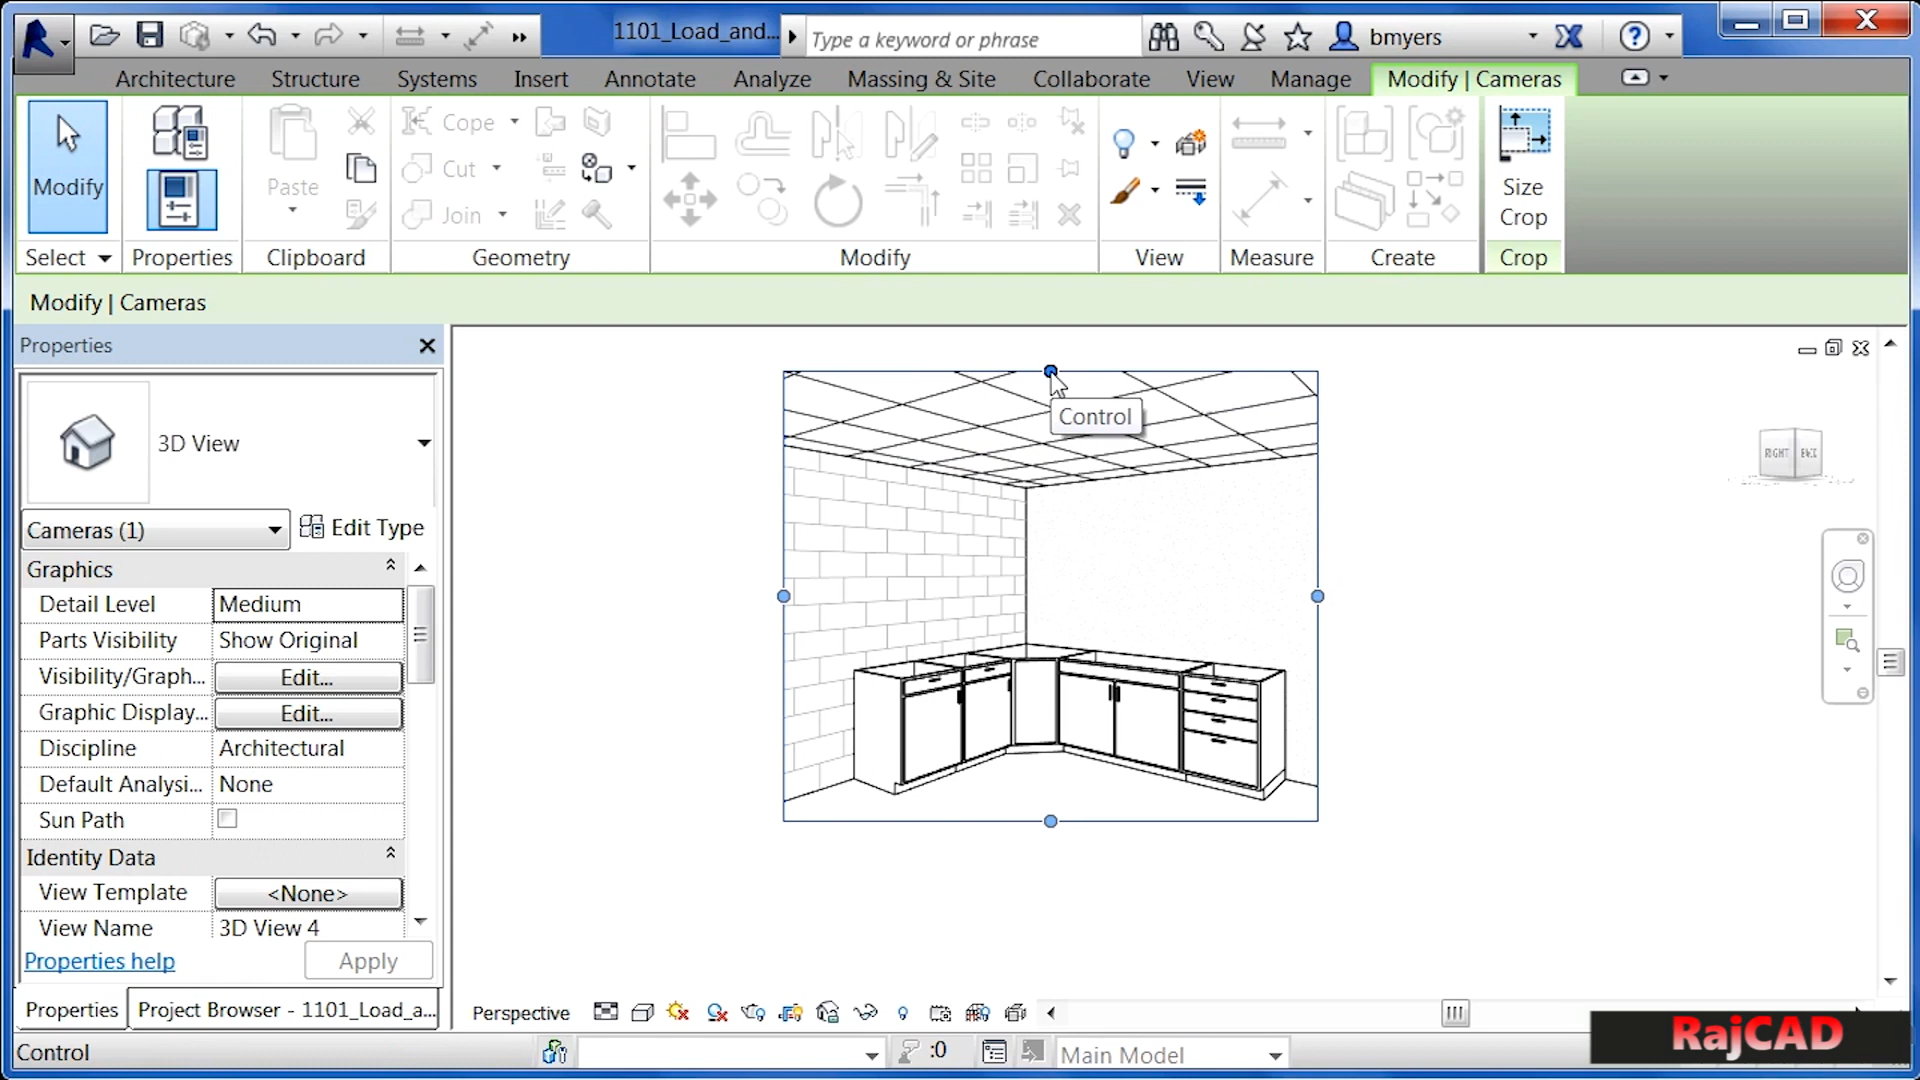 1101_Load_and...
Type a keyword or phrase
bmyers
Architecture Structure Systems Insert Annotate Analyze Massing & Site Collaborate View Manage Modify | Cameras
Modify
Paste
Cope
Cut
Join
Size
Crop
Select Properties Clipboard Geometry Modify View Measure Create Crop
Modify | Cameras
Properties
3D View
Cameras (1) Edit Type
Graphics
Detail Level Medium
Parts Visibility Show Original
Visibility/Graph... Edit...
Graphic Display... Edit...
Discipline Architectural
Default Analysi... None
Sun Path
Identity Data
View Template <None>
View Name 3D View 4
Properties help Apply
Properties Project Browser - 1101_Load_a...
Control
RIGHT
Perspective
Control
:0
Main Model
RajCAD